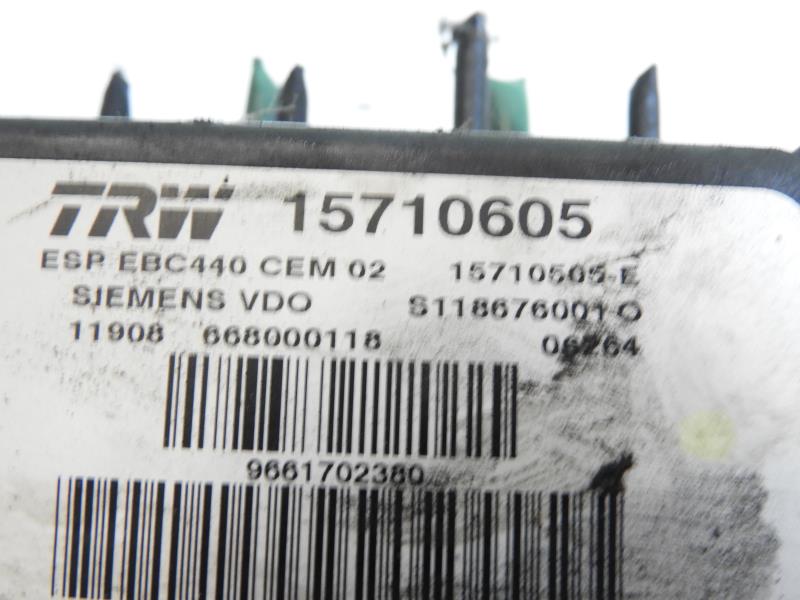 TRW 15710605
ESP EBC440 CEM 02 15710505-E
SIEMENS VDO S118676001 O
11908 668000118 06264
9661702380